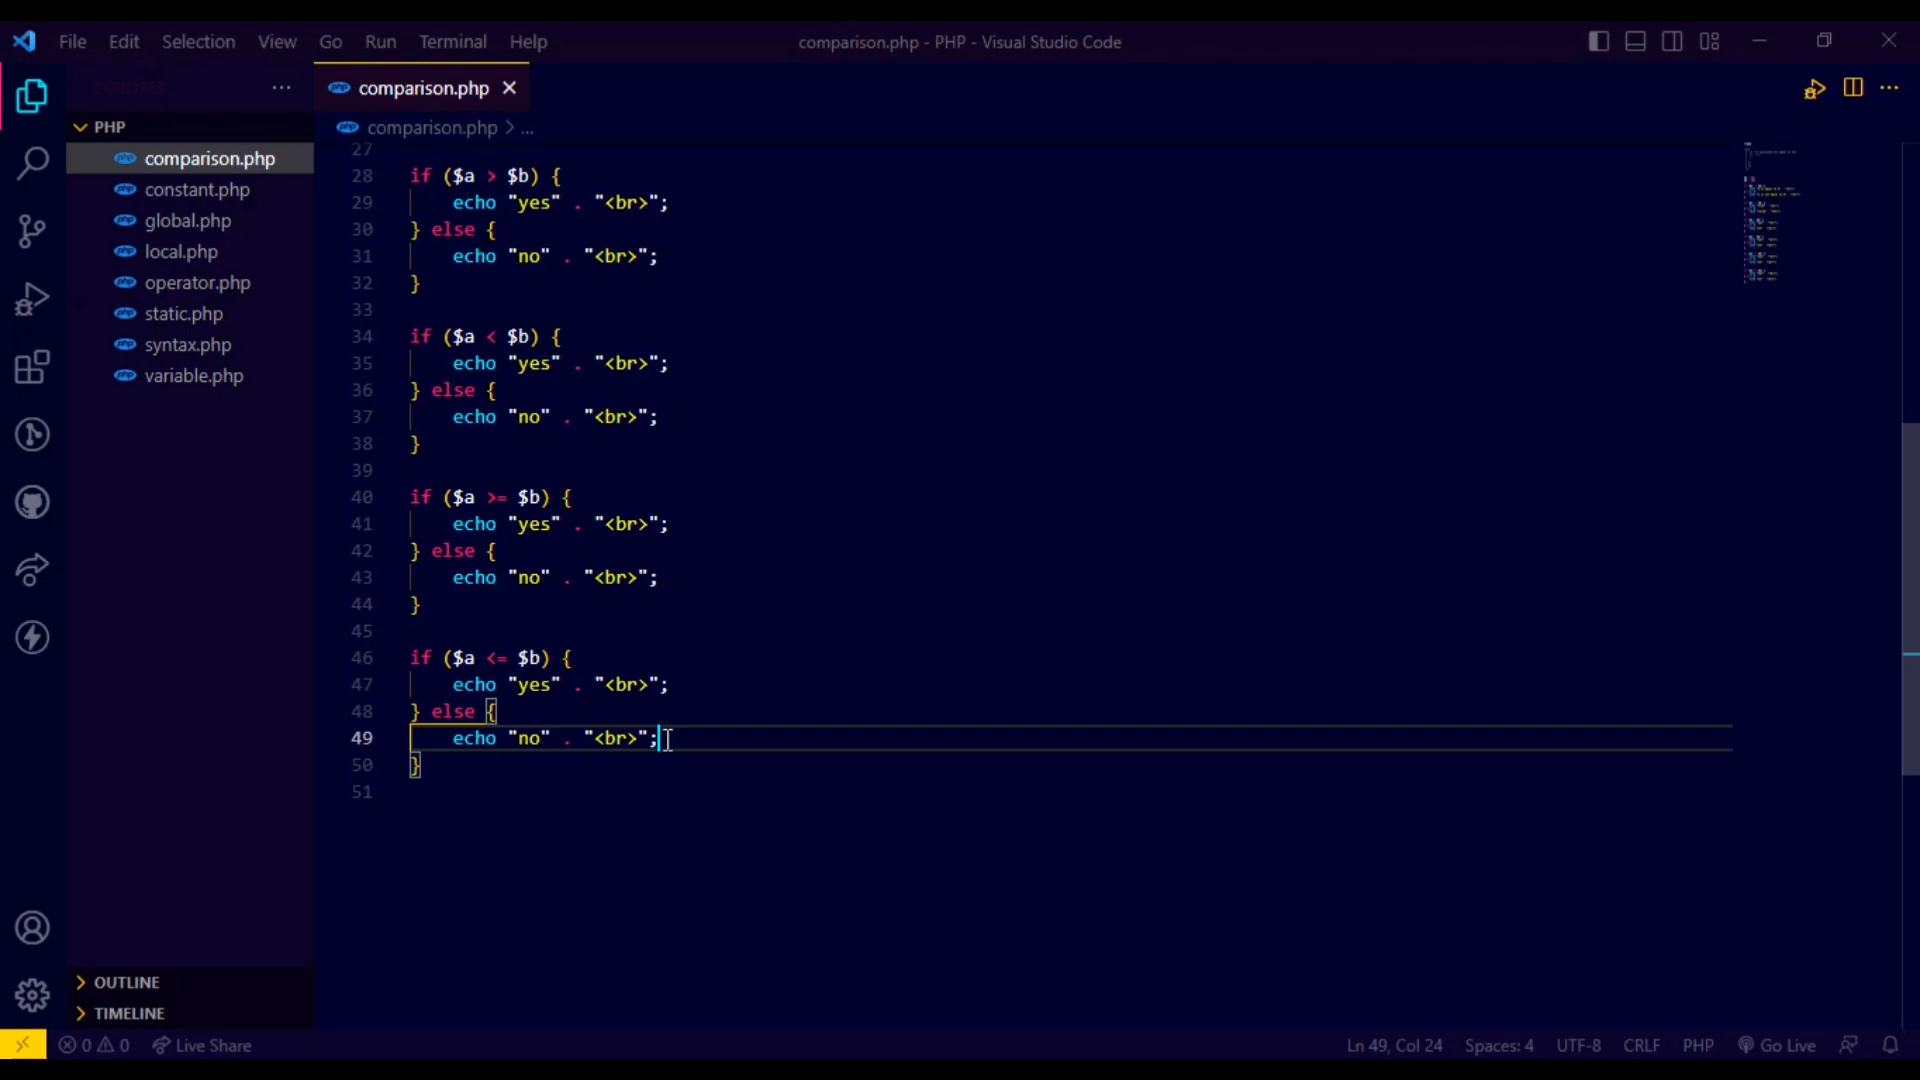 File Edit Selection View Go Run Terminal Help
comparison.php - PHP - Visual Studio Code
EXPLORER
PHP
comparison.php
constant.php
global.php
local.php
operator.php
static.php
syntax.php
variable.php
OUTLINE
TIMELINE
comparison.php
comparison.php > ...
27
28 if ($a > $b) {
29 echo "yes" . "<br>";
30 } else {
31 echo "no" . "<br>";
32 }
33
34 if ($a < $b) {
35 echo "yes" . "<br>";
36 } else {
37 echo "no" . "<br>";
38 }
39
40 if ($a >= $b) {
41 echo "yes" . "<br>";
42 } else {
43 echo "no" . "<br>";
44 }
45
46 if ($a <= $b) {
47 echo "yes" . "<br>";
48 } else {
49 echo "no" . "<br>";
50 }
51
0 0 Live Share
Ln 49, Col 24 Spaces: 4 UTF-8 CRLF PHP Go Live